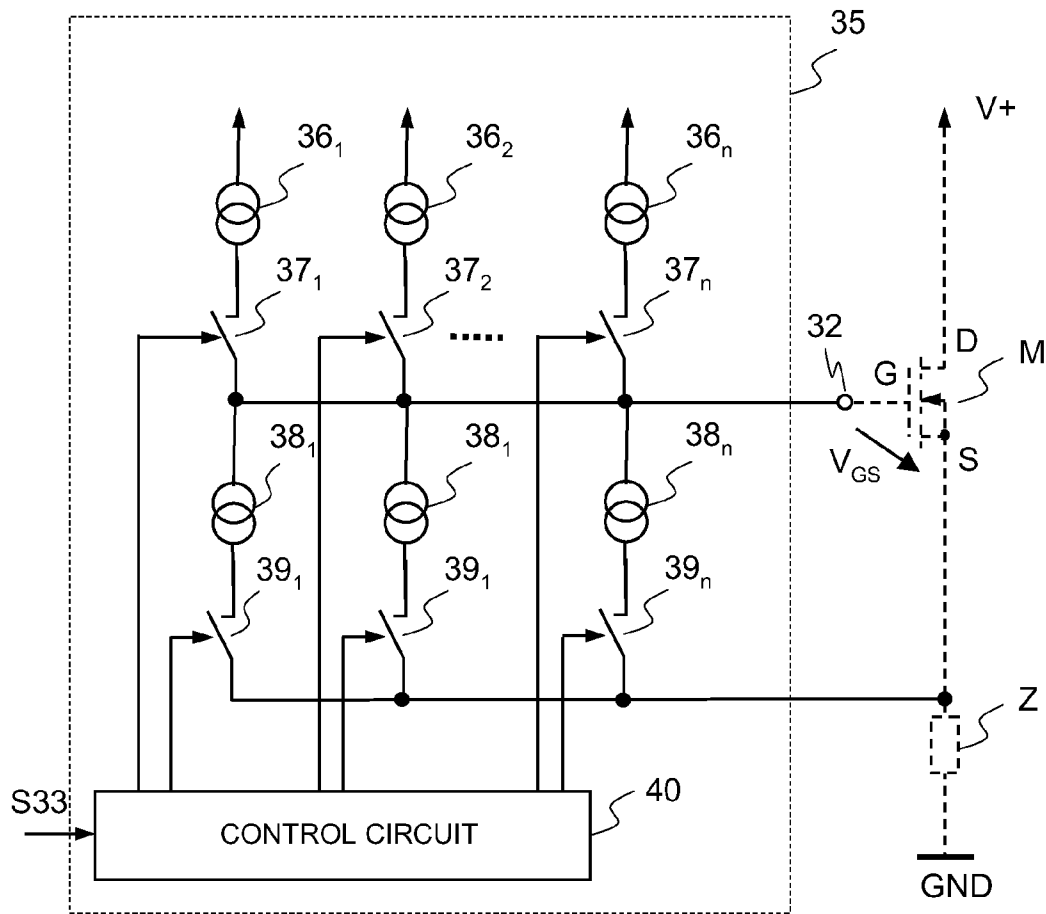 35
V+
36₁
36₂
36ₙ
37₁
37₂
37ₙ
32
D
M
G
V_GS
S
38₁
38₁
38ₙ
39₁
39₁
39ₙ
Z
S33
40
CONTROL CIRCUIT
GND